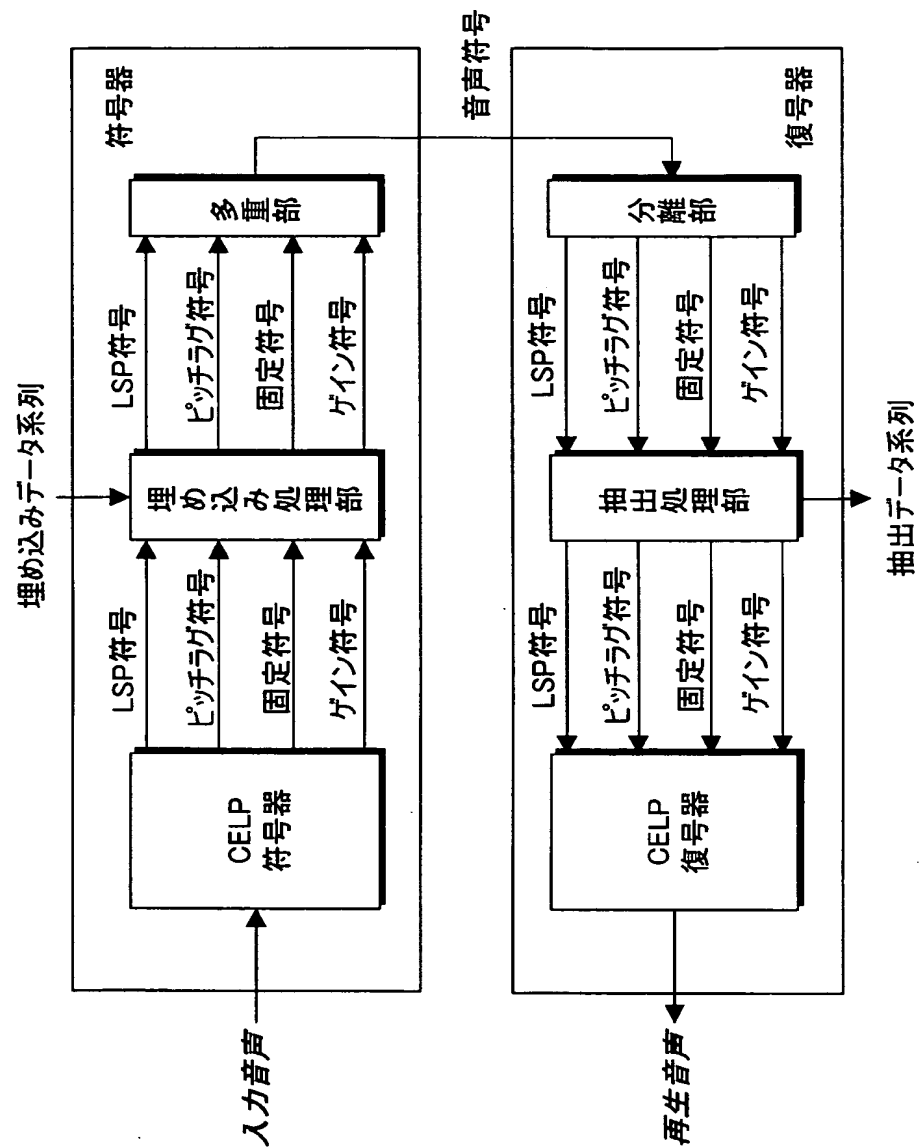 埋め込みデータ系列
符号器
入力音声
CELP
符号器
LSP符号
ピッチラグ符号
固定符号
ゲイン符号
埋め込み処理部
LSP符号
ピッチラグ符号
固定符号
ゲイン符号
多重部
音声符号
復号器
再生音声
CELP
復号器
LSP符号
ピッチラグ符号
固定符号
ゲイン符号
抽出処理部
LSP符号
ピッチラグ符号
固定符号
ゲイン符号
分離部
抽出データ系列